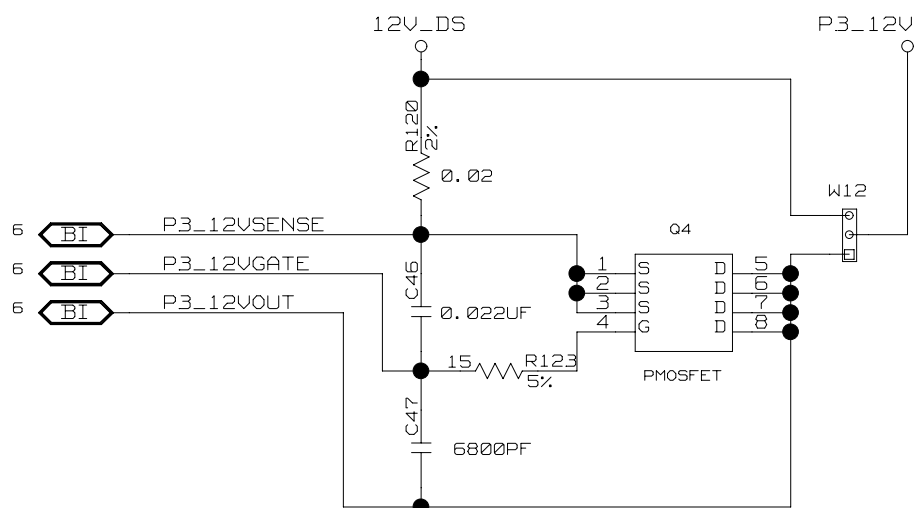 12V_DS
P3_12V
R120
2%
0.02
W12
6 BI P3_12VSENSE
Q4
6 BI P3_12VGATE
C46
1 S D 5
2 S D 6
6 BI P3_12VOUT
0.022UF
3 S D 7
4 G D 8
15 R123
5%
PMOSFET
C47
6800PF